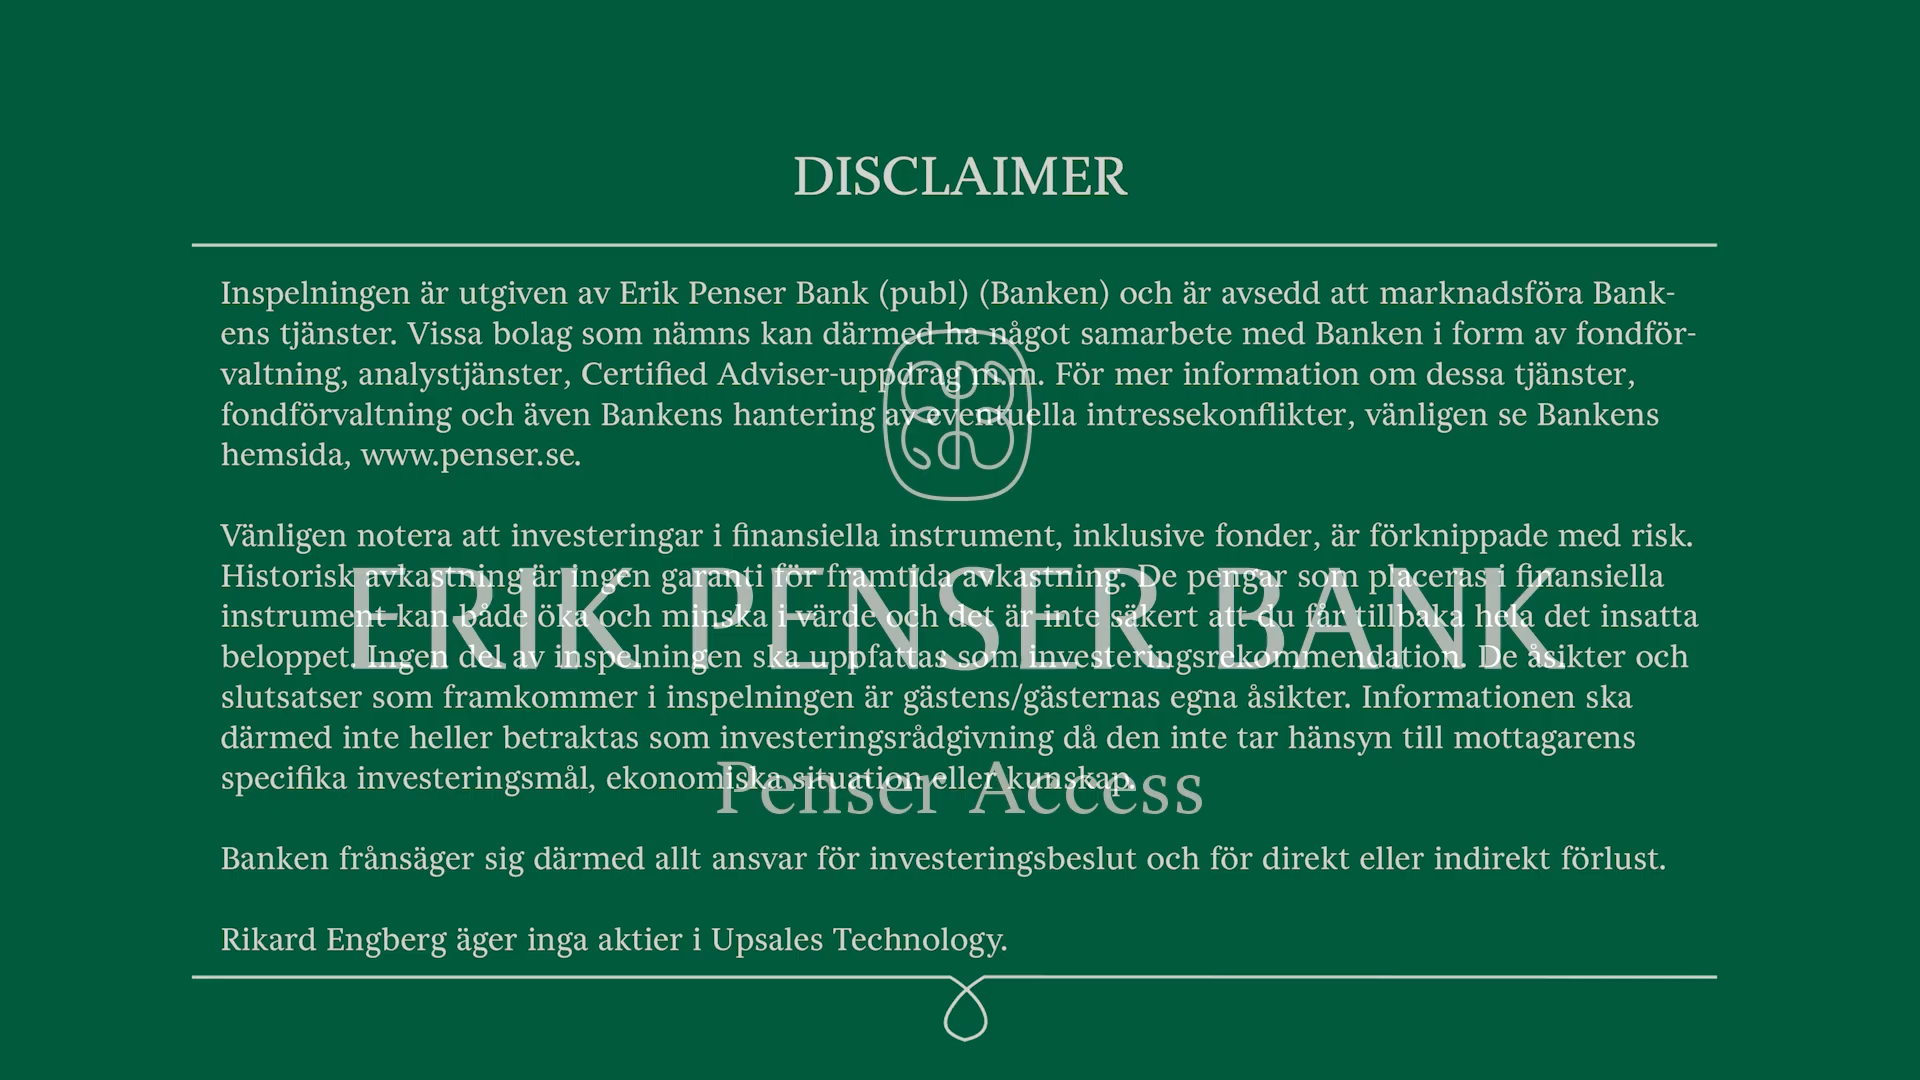 DISCLAIMER
Inspelningen är utgiven av Erik Penser Bank (publ) (Banken) och är avsedd att marknadsföra Bank-
ens tjänster. Vissa bolag som nämns kan därmed ha något samarbete med Banken i form av fondför-
valtning, analystjänster, Certified Adviser-uppdrag m.m. För mer information om dessa tjänster,
fondförvaltning och även Bankens hantering av eventuella intressekonflikter, vänligen se Bankens
hemsida, www.penser.se.
Vänligen notera att investeringar i finansiella instrument, inklusive fonder, är förknippade med risk.
Historisk avkastning är ingen garanti för framtida avkastning. De pengar som placeras i finansiella
instrument kan både öka och minska i värde och det är inte säkert att du får tillbaka hela det insatta
beloppet. Ingen del av inspelningen ska uppfattas som investeringsrekommendation. De åsikter och
slutsatser som framkommer i inspelningen är gästens/gästernas egna åsikter. Informationen ska
därmed inte heller betraktas som investeringsrådgivning då den inte tar hänsyn till mottagarens
specifika investeringsmål, ekonomiska situation eller kunskap.
Banken frånsäger sig därmed allt ansvar för investeringsbeslut och för direkt eller indirekt förlust.
Rikard Engberg äger inga aktier i Upsales Technology.
ERIK PENSER BANK
Penser Access